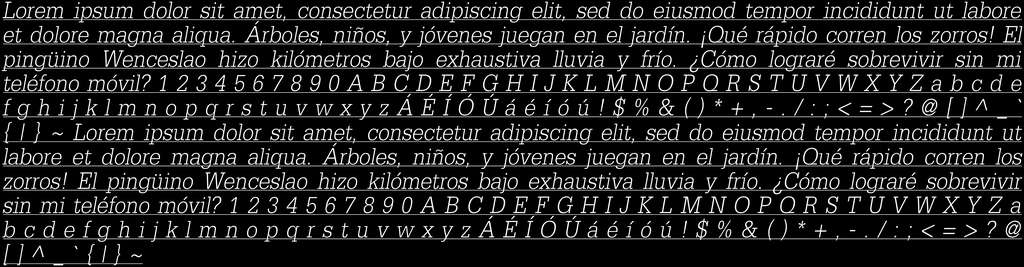 Lorem ipsum dolor sit amet, consectetur adipiscing elit, sed do eiusmod tempor incididunt ut labore
et dolore magna aliqua. Árboles, niños, y jóvenes juegan en el jardín. ¡Qué rápido corren los zorros! El
pingüino Wenceslao hizo kilómetros bajo exhaustiva lluvia y frío. ¿Cómo lograré sobrevivir sin mi
teléfono móvil? 1 2 3 4 5 6 7 8 9 0 A B C D E F G H I J K L M N O P Q R S T U V W X Y Z a b c d e
f g h i j k l m n o p q r s t u v w x y z Á É Í Ó Ú á é í ó ú ! $ % & ( ) * + , - . / : ; < = > ? @ [ ] ^ _ `
{ | } ~ Lorem ipsum dolor sit amet, consectetur adipiscing elit, sed do eiusmod tempor incididunt ut
labore et dolore magna aliqua. Árboles, niños, y jóvenes juegan en el jardín. ¡Qué rápido corren los
zorros! El pingüino Wenceslao hizo kilómetros bajo exhaustiva lluvia y frío. ¿Cómo lograré sobrevivir
sin mi teléfono móvil? 1 2 3 4 5 6 7 8 9 0 A B C D E F G H I J K L M N O P Q R S T U V W X Y Z a
b c d e f g h i j k l m n o p q r s t u v w x y z Á É Í Ó Ú á é í ó ú ! $ % & ( ) * + , - . / : ; < = > ? @
[ ] ^ _ ` { | } ~